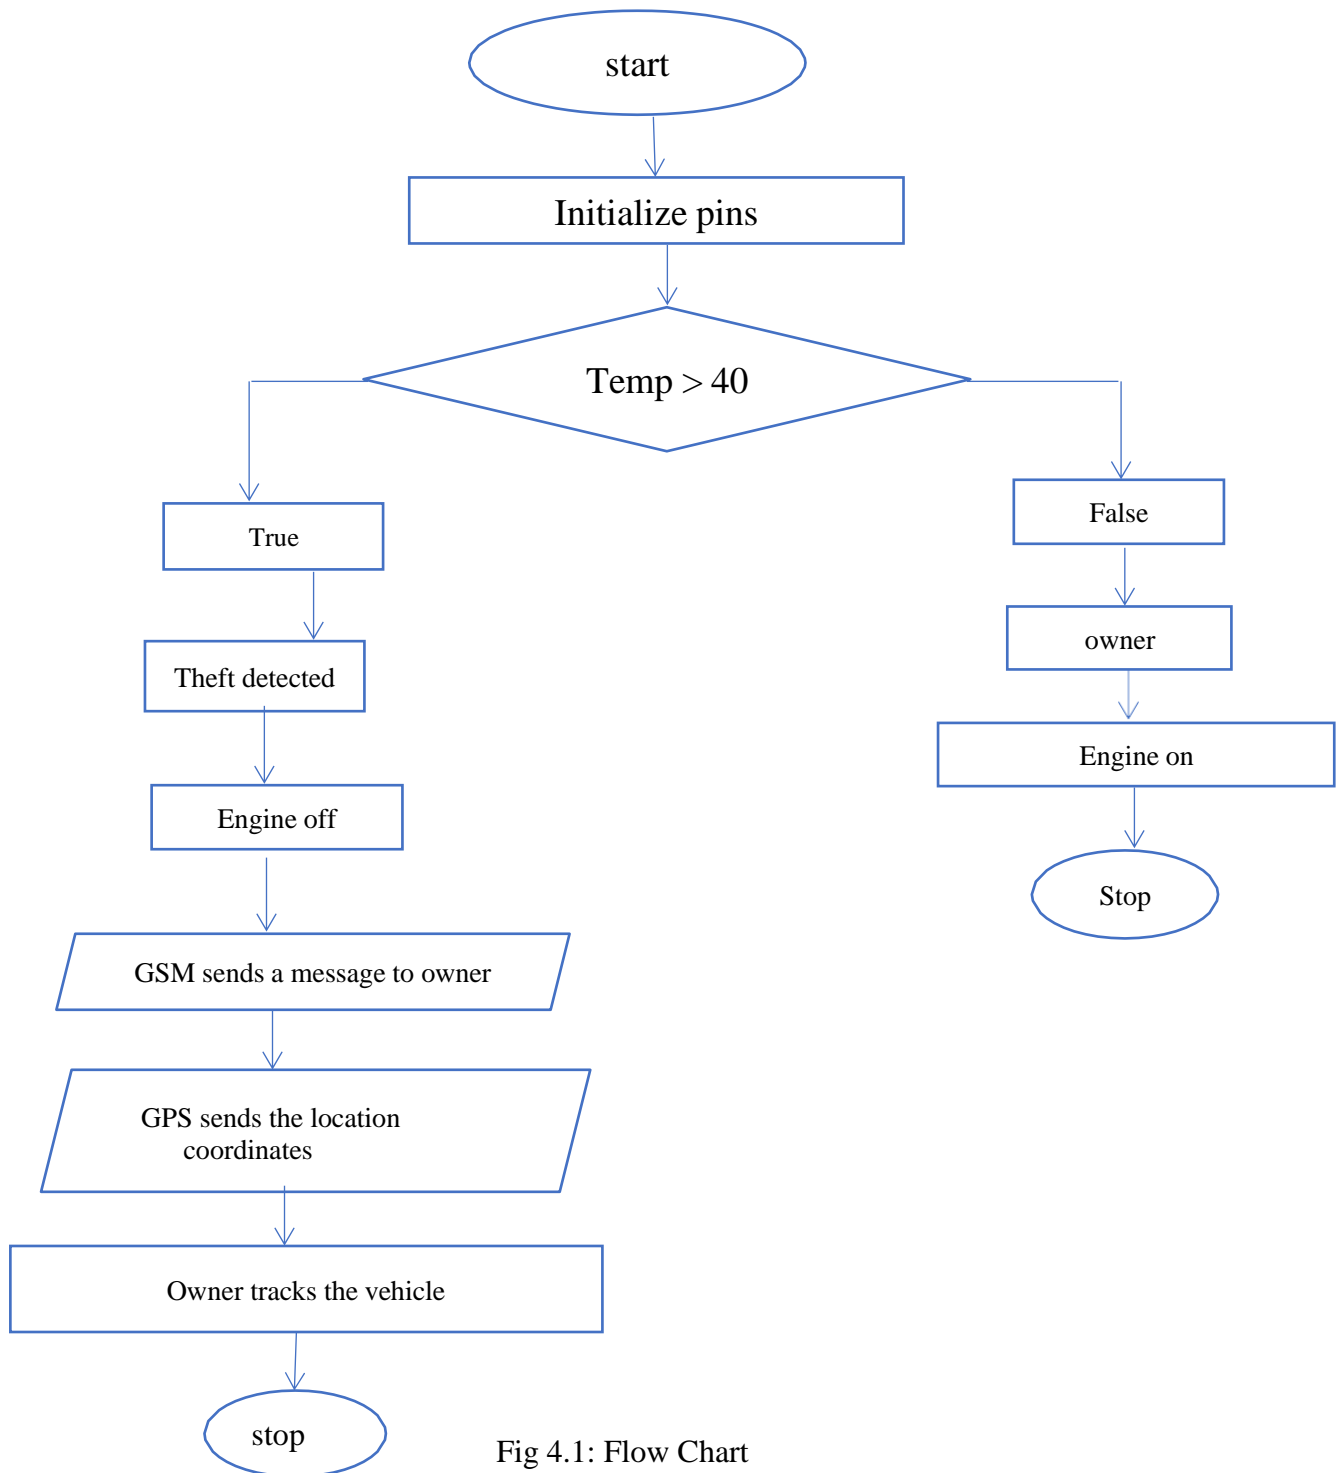 start
Initialize pins
Temp > 40
True
Theft detected
Engine off
GSM sends a message to owner
GPS sends the location
coordinates
Owner tracks the vehicle
stop
False
owner
Engine on
Stop
Fig 4.1: Flow Chart